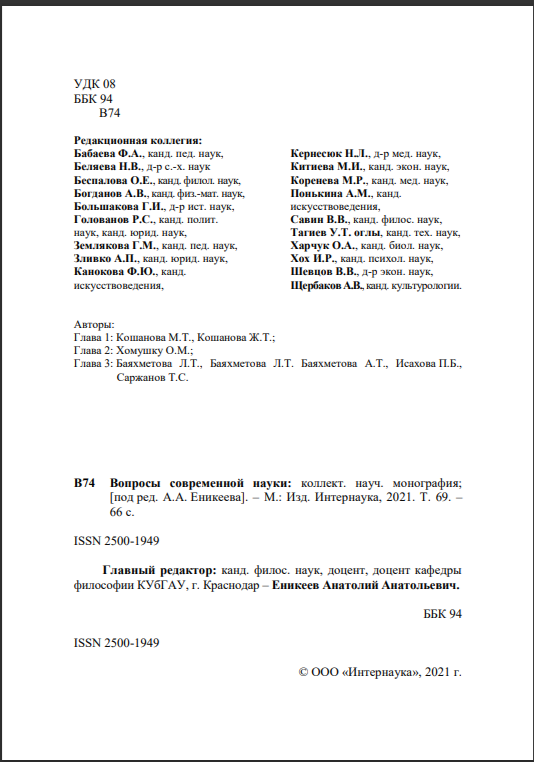 УДК 08
ББК 94
В74
Редакционная коллегия:
Бабаева Ф.А., канд. пед. наук,
Беляева Н.В., д-р с.-х. наук
Беспалова О.Е., канд. филол. наук,
Богданов А.В., канд. физ.-мат. наук,
Большакова Г.И., д-р ист. наук,
Голованов Р.С., канд. полит.
наук, канд. юрид. наук,
Землякова Г.М., канд. пед. наук,
Зливко А.П., канд. юрид. наук,
Канокова Ф.Ю., канд.
искусствоведения,
Кернесюк Н.Л., д-р мед. наук,
Китиева М.И., канд. экон. наук,
Коренева М.Р., канд. мед. наук,
Понькина А.М., канд.
искусствоведения,
Савин В.В., канд. филос. наук,
Тагиев У.Т. оглы, канд. тех. наук,
Харчук О.А., канд. биол. наук,
Хох И.Р., канд. психол. наук,
Шевцов В.В., д-р экон. наук,
Щербаков А.В., канд. культурологии.
Авторы:
Глава 1: Кошанова М.Т., Кошанова Ж.Т.;
Глава 2: Хомушку О.М.;
Глава 3: Баяхметова Л.Т., Баяхметова Л.Т. Баяхметова А.Т., Исахова П.Б.,
Саржанов Т.С.
В74 Вопросы современной науки: коллект. науч. монография;
[под ред. А.А. Еникеева]. – М.: Изд. Интернаука, 2021. Т. 69. –
66 с.
ISSN 2500-1949
Главный редактор: канд. филос. наук, доцент, доцент кафедры
философии КУбГАУ, г. Краснодар – Еникеев Анатолий Анатольевич.
ББК 94
ISSN 2500-1949
© ООО «Интернаука», 2021 г.